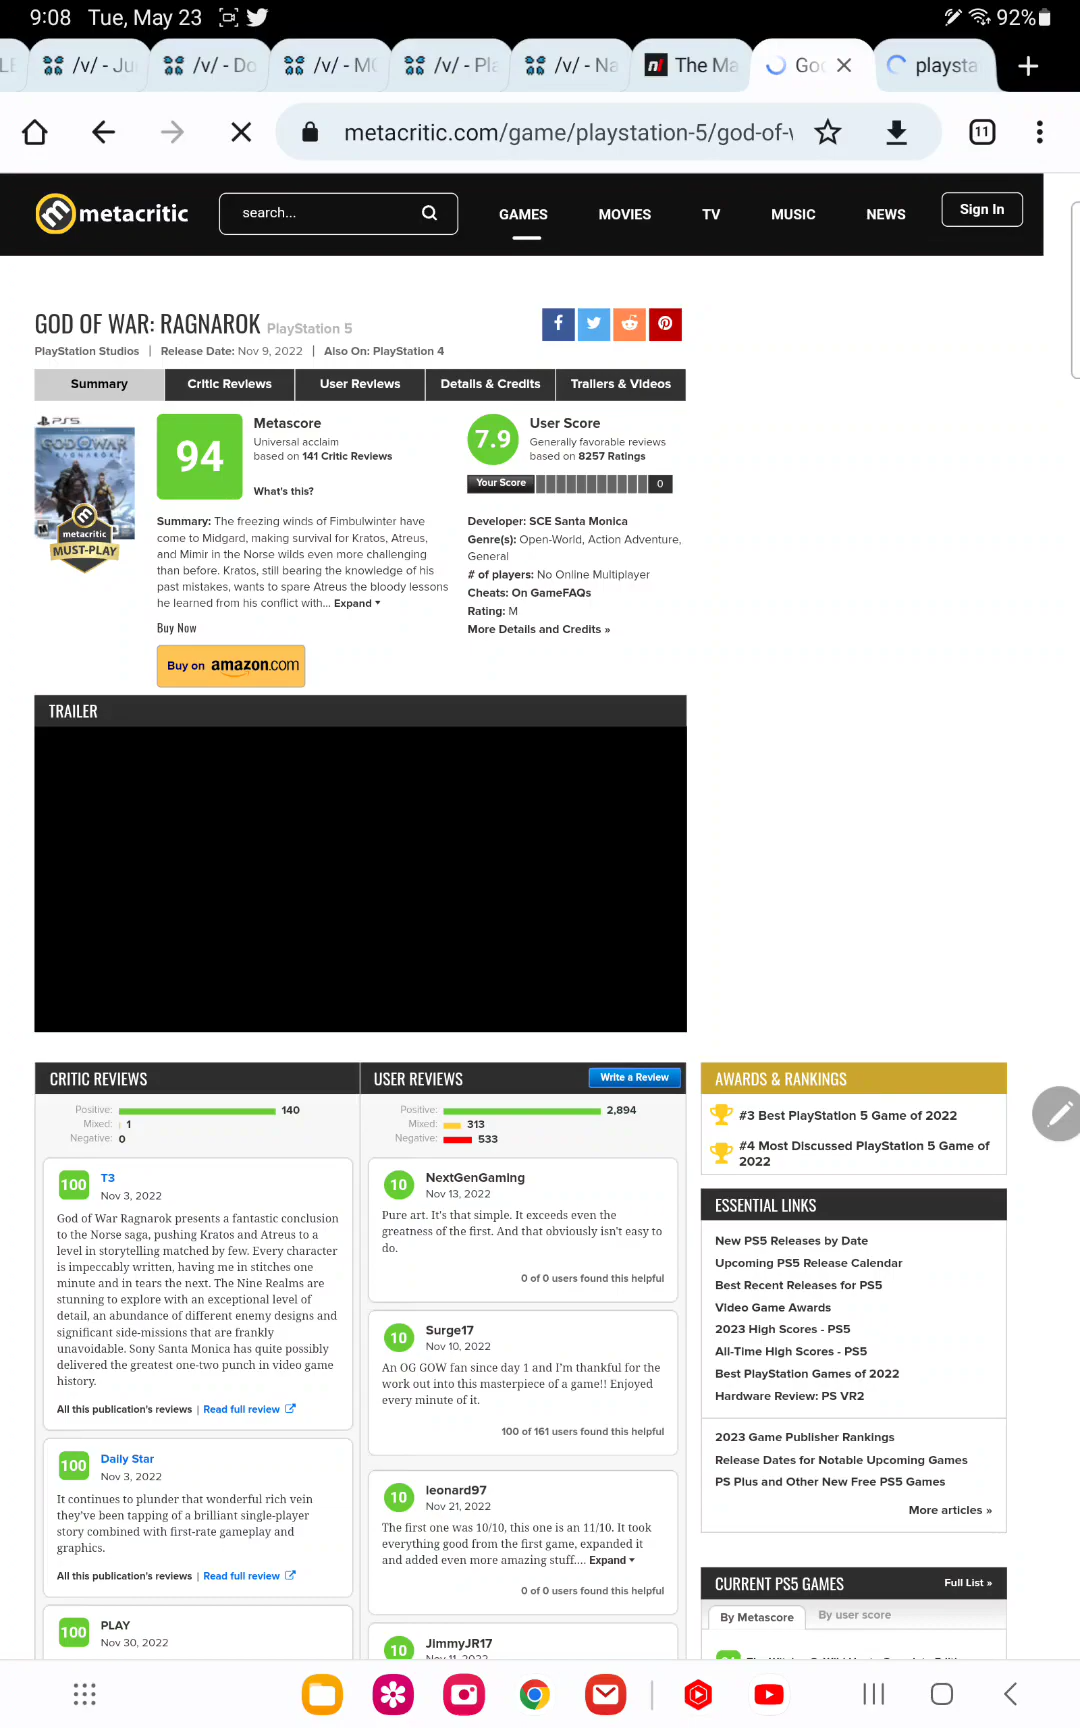 9:08 Tue, May 23 92%
/v/ - Ju /v/ - Do /v/ - Pla /v/ - Na The Ma Go playsta
metacritic.com/game/playstation-5/god-of- 11
metacritic search... GAMES MOVIES TV MUSIC NEWS Sign In
GOD OF WAR: RAGNAROK PlayStation 5
PlayStation Studios | Release Date: Nov 9, 2022 | Also On: PlayStation 4
Summary Critic Reviews User Reviews Details & Credits Trailers & Videos
PS5
GOD OF WAR
RAGNARÖK
metacritic
MUST-PLAY
94
Metascore
Universal acclaim
based on 141 Critic Reviews
What's this?
Summary: The freezing winds of Fimbulwinter have
come to Midgard, making survival for Kratos, Atreus,
and Mimir in the Norse wilds even more challenging
than before. Kratos, still bearing the knowledge of his
past mistakes, wants to spare Atreus the bloody lessons
he learned from his conflict with... Expand
Buy Now
Buy on amazon.com
7.9
User Score
Generally favorable reviews
based on 8257 Ratings
Your Score 0
Developer: SCE Santa Monica
Genre(s): Open-World, Action Adventure,
General
# of players: No Online Multiplayer
Cheats: On GameFAQs
Rating: M
More Details and Credits »
TRAILER
CRITIC REVIEWS
Positive: 140
Mixed: 1
Negative: 0
100 T3
Nov 3, 2022
God of War Ragnarok presents a fantastic conclusion
to the Norse saga, pushing Kratos and Atreus to a
level in storytelling matched by few. Every character
is impeccably written, having me in stitches one
minute and in tears the next. The Nine Realms are
stunning to explore with an exceptional level of
detail, an abundance of different enemy designs and
significant side-missions that are frankly
unavoidable. Sony Santa Monica has quite possibly
delivered the greatest one-two punch in video game
history.
All this publication's reviews | Read full review
100 Daily Star
Nov 3, 2022
It continues to plunder that wonderful rich vein
they've been tapping of a brilliant single-player
story combined with first-rate gameplay and
graphics.
All this publication's reviews | Read full review
100 PLAY
Nov 30, 2022
USER REVIEWS Write a Review
Positive: 2,894
Mixed: 313
Negative: 533
10 NextGenGaming
Nov 13, 2022
Pure art. It's that simple. It exceeds even the
greatness of the first. And that obviously isn't easy to
do.
0 of 0 users found this helpful
10 Surge17
Nov 10, 2022
An OG GOW fan since day 1 and I'm thankful for the
work out into this masterpiece of a game!! Enjoyed
every minute of it.
100 of 161 users found this helpful
10 leonard97
Nov 21, 2022
The first one was 10/10, this one is an 11/10. It took
everything good from the first game, expanded it
and added even more amazing stuff.... Expand
0 of 0 users found this helpful
10 JimmyJR17
Nov 11, 2022
AWARDS & RANKINGS
#3 Best PlayStation 5 Game of 2022
#4 Most Discussed PlayStation 5 Game of
2022
ESSENTIAL LINKS
New PS5 Releases by Date
Upcoming PS5 Release Calendar
Best Recent Releases for PS5
Video Game Awards
2023 High Scores - PS5
All-Time High Scores - PS5
Best PlayStation Games of 2022
Hardware Review: PS VR2
2023 Game Publisher Rankings
Release Dates for Notable Upcoming Games
PS Plus and Other New Free PS5 Games
More articles »
CURRENT PS5 GAMES Full List »
By Metascore By user score